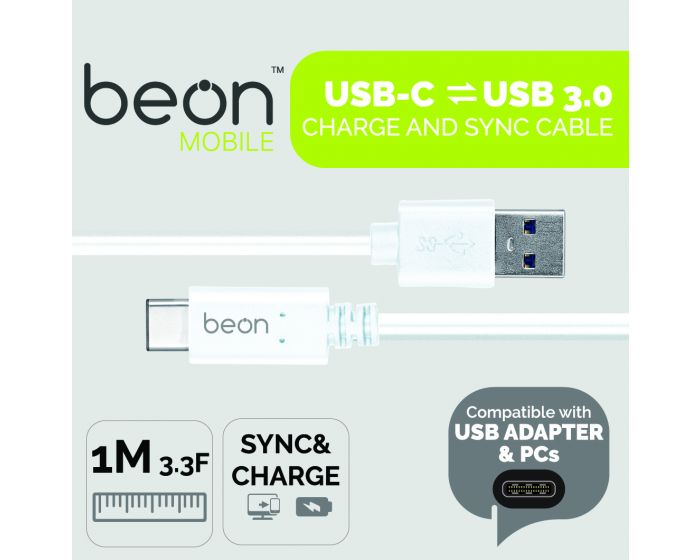 beon™
MOBILE
USB-C ⇌ USB 3.0
CHARGE AND SYNC CABLE
SS
beon
1M 3.3F
SYNC&
CHARGE
Compatible with
USB ADAPTER
& PCs